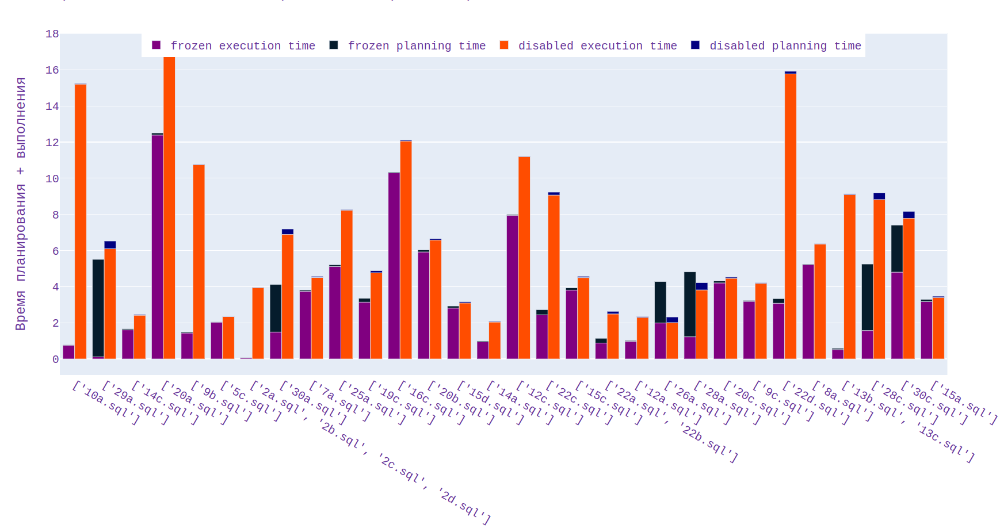 frozen execution time frozen planning time disabled execution time disabled planning time
Время планирования + выполнения
18
16
14
12
10
8
6
4
2
0
['10a.sql']
['29a.sql']
['14c.sql']
['20a.sql']
['9b.sql']
['5c.sql']
['2a.sql', '2b.sql', '2c.sql', '2d.sql']
['30a.sql']
['7a.sql']
['25a.sql']
['19c.sql']
['16c.sql']
['20b.sql']
['15d.sql']
['14a.sql']
['12c.sql']
['22c.sql']
['15c.sql']
['22a.sql', '22b.sql']
['12a.sql']
['26a.sql']
['28a.sql']
['20c.sql']
['9c.sql']
['22d.sql']
['8a.sql']
['13b.sql', '13c.sql']
['28c.sql']
['30c.sql']
['15a.sql']